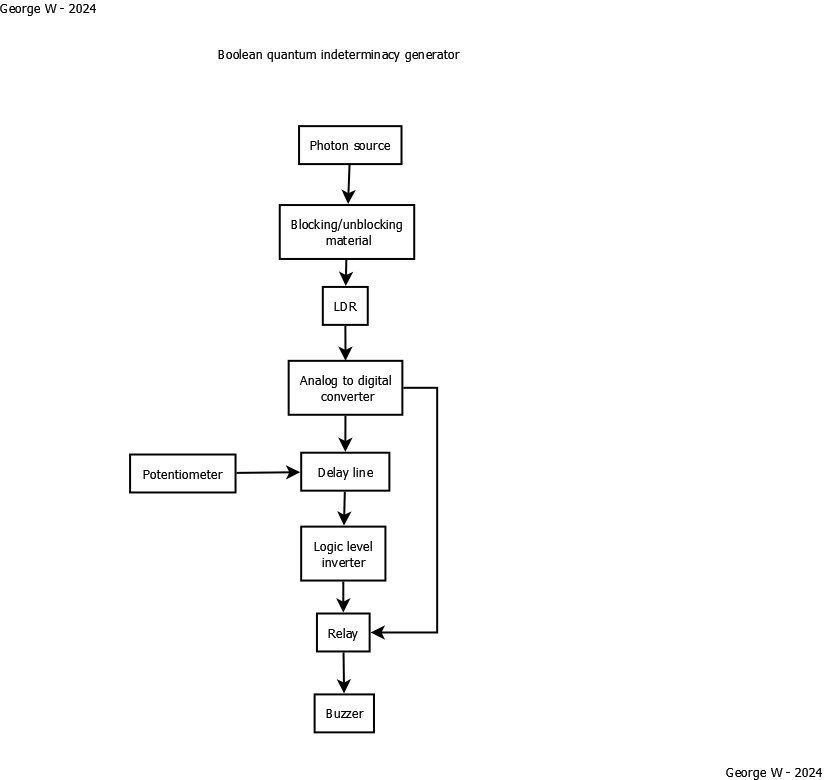 George W - 2024
Boolean quantum indeterminacy generator
Photon source
Blocking/unblocking
material
LDR
Analog to digital
converter
Potentiometer
Delay line
Logic level
inverter
Relay
Buzzer
George W - 2024